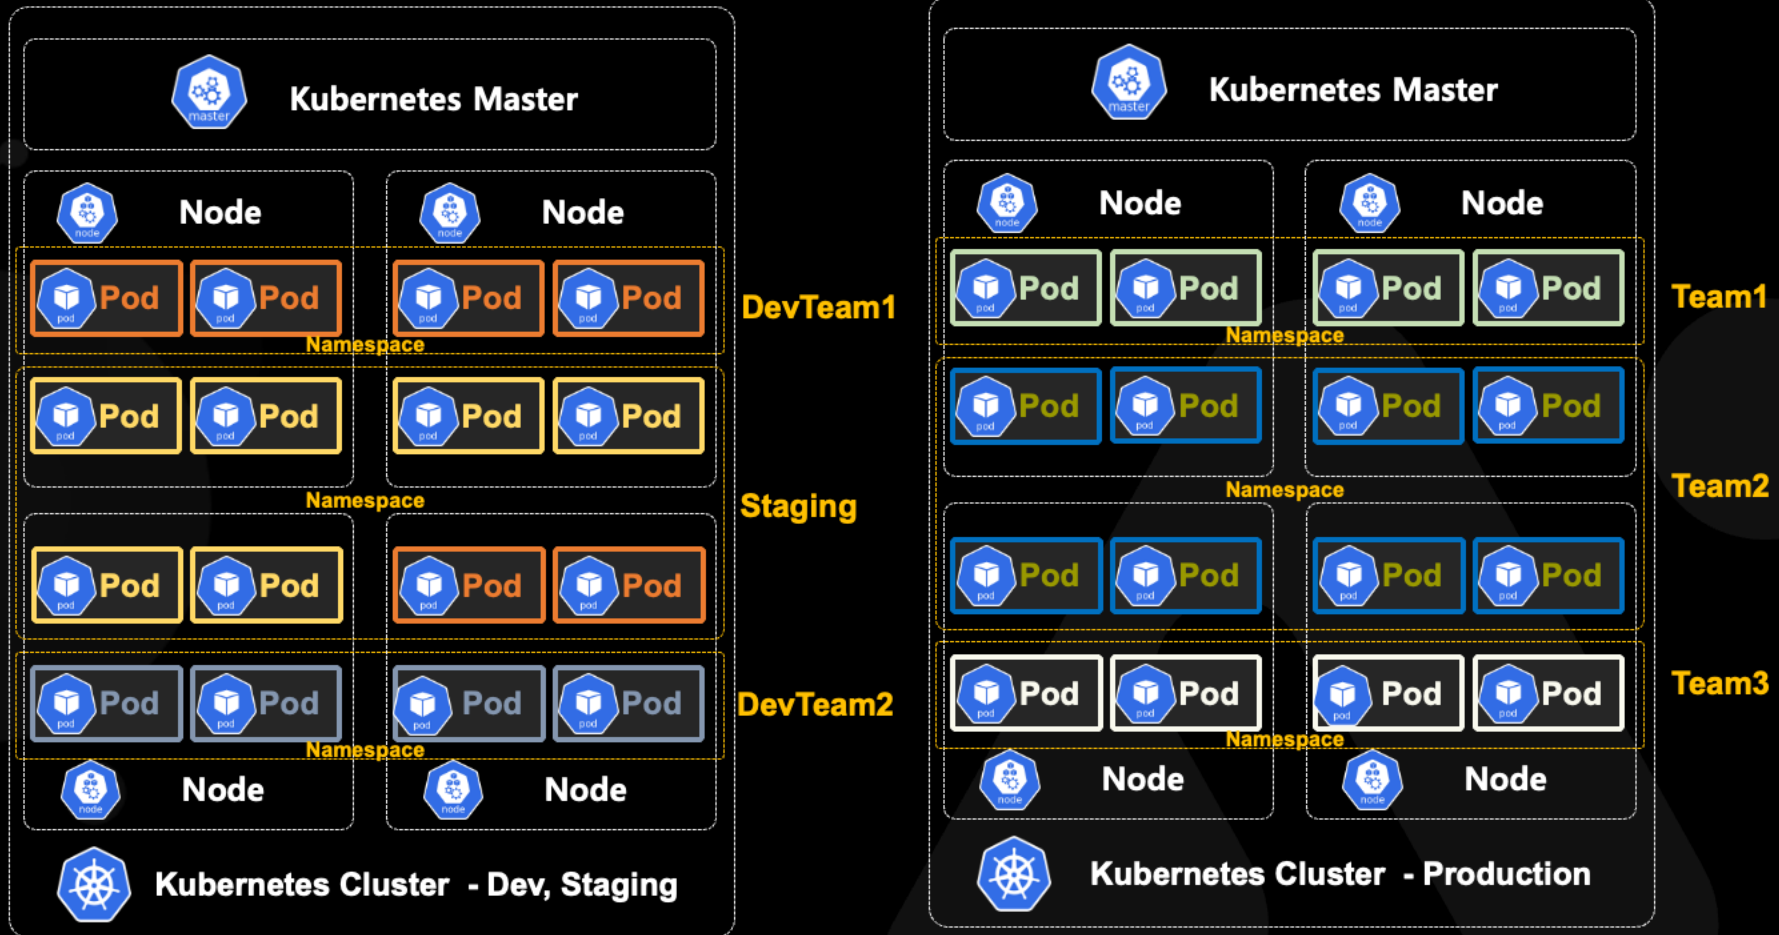 master
Kubernetes Master
node
Node
node
Node
pod
Pod
pod
Pod
pod
Pod
pod
Pod
Namespace
DevTeam1
pod
Pod
pod
Pod
pod
Pod
pod
Pod
Namespace
Staging
pod
Pod
pod
Pod
pod
Pod
pod
Pod
pod
Pod
pod
Pod
pod
Pod
pod
Pod
Namespace
DevTeam2
node
Node
node
Node
Kubernetes Cluster - Dev, Staging
master
Kubernetes Master
node
Node
node
Node
pod
Pod
pod
Pod
pod
Pod
pod
Pod
Namespace
Team1
pod
Pod
pod
Pod
pod
Pod
pod
Pod
Namespace
Team2
pod
Pod
pod
Pod
pod
Pod
pod
Pod
pod
Pod
pod
Pod
pod
Pod
pod
Pod
Namespace
Team3
node
Node
node
Node
Kubernetes Cluster - Production